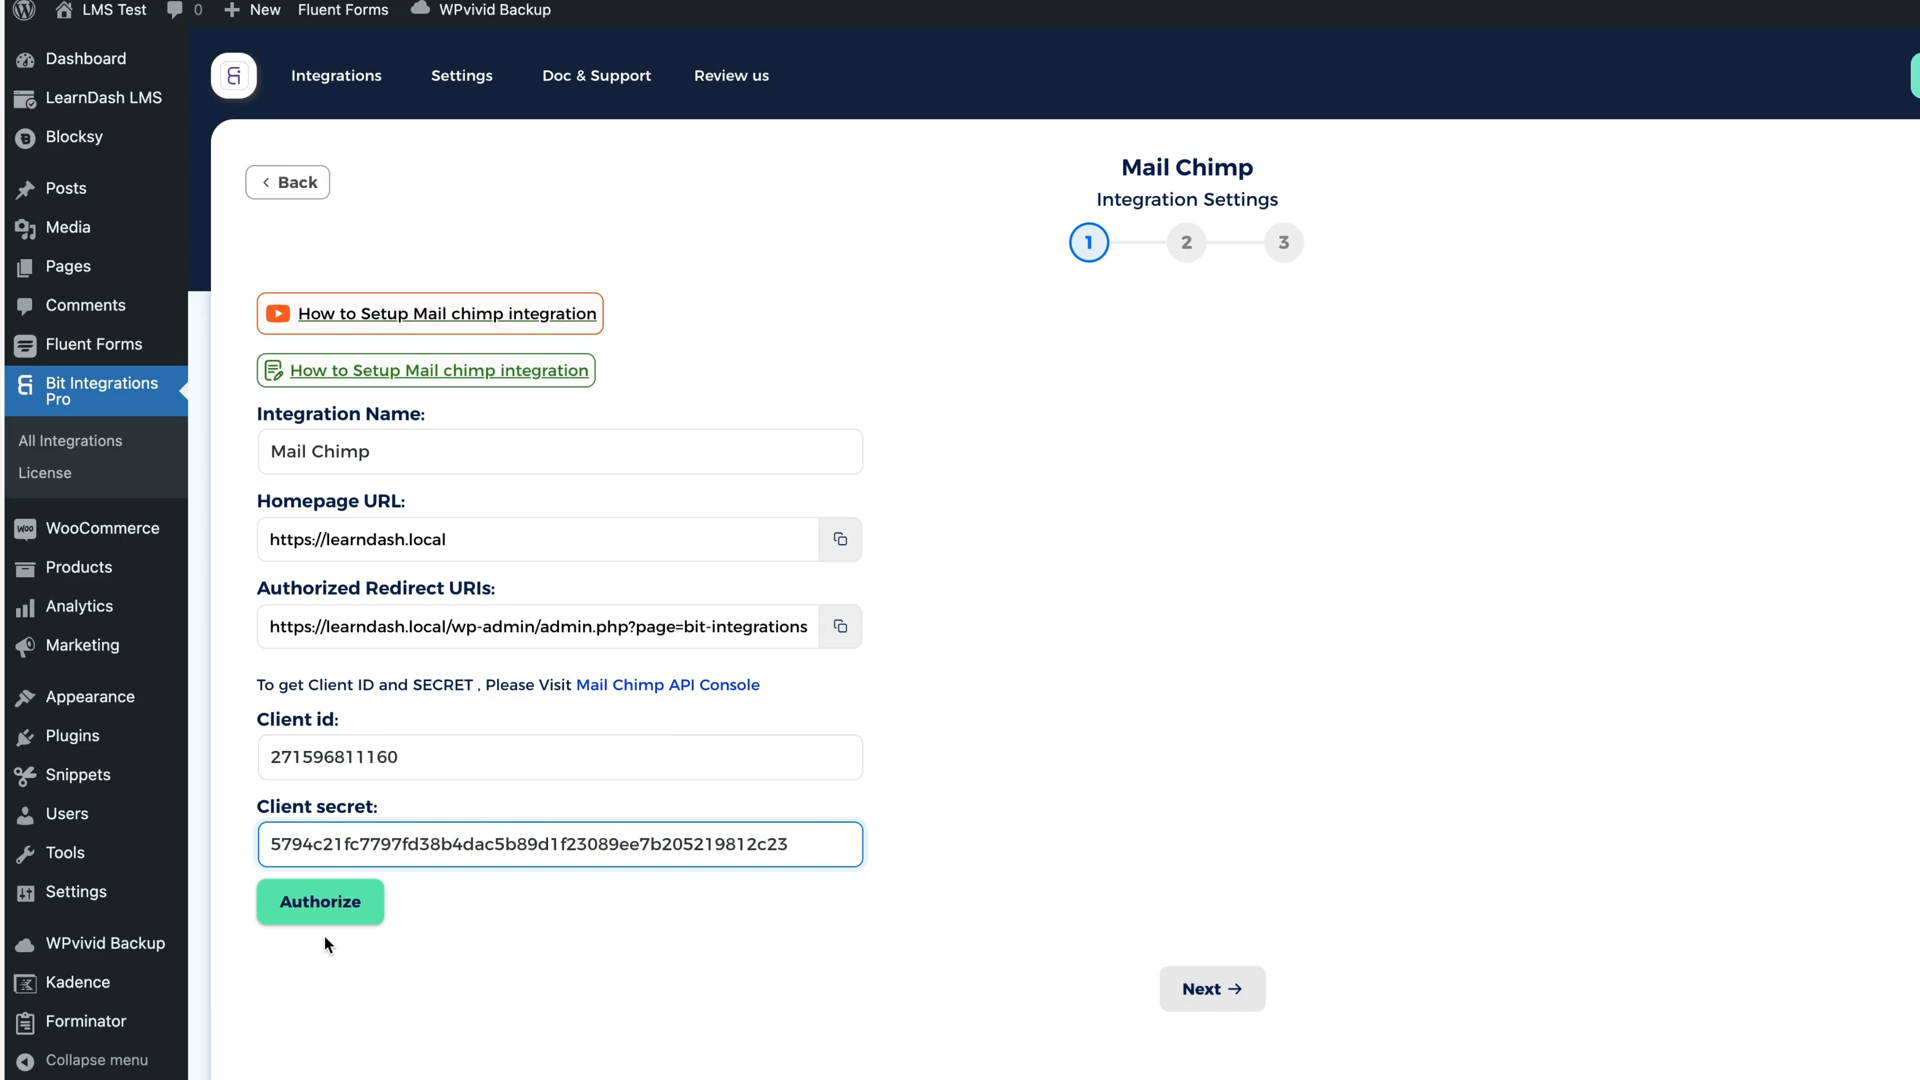 LMS Test
0
New
Fluent Forms
WPvivid Backup
Dashboard
LearnDash LMS
Blocksy
Posts
Media
Pages
Comments
Fluent Forms
Bit Integrations
Pro
All Integrations
License
WooCommerce
Products
Analytics
Marketing
Appearance
Plugins
Snippets
Users
Tools
Settings
WPvivid Backup
Kadence
Forminator
Collapse menu
Integrations
Settings
Doc & Support
Review us
Back
Mail Chimp
Integration Settings
1
2
3
How to Setup Mail chimp integration
How to Setup Mail chimp integration
Integration Name:
Mail Chimp
Homepage URL:
https://learndash.local
Authorized Redirect URIs:
https://learndash.local/wp-admin/admin.php?page=bit-integrations
To get Client ID and SECRET , Please Visit Mail Chimp API Console
Client id:
271596811160
Client secret:
5794c21fc7797fd38b4dac5b89d1f23089ee7b205219812c23
Authorize
Next →